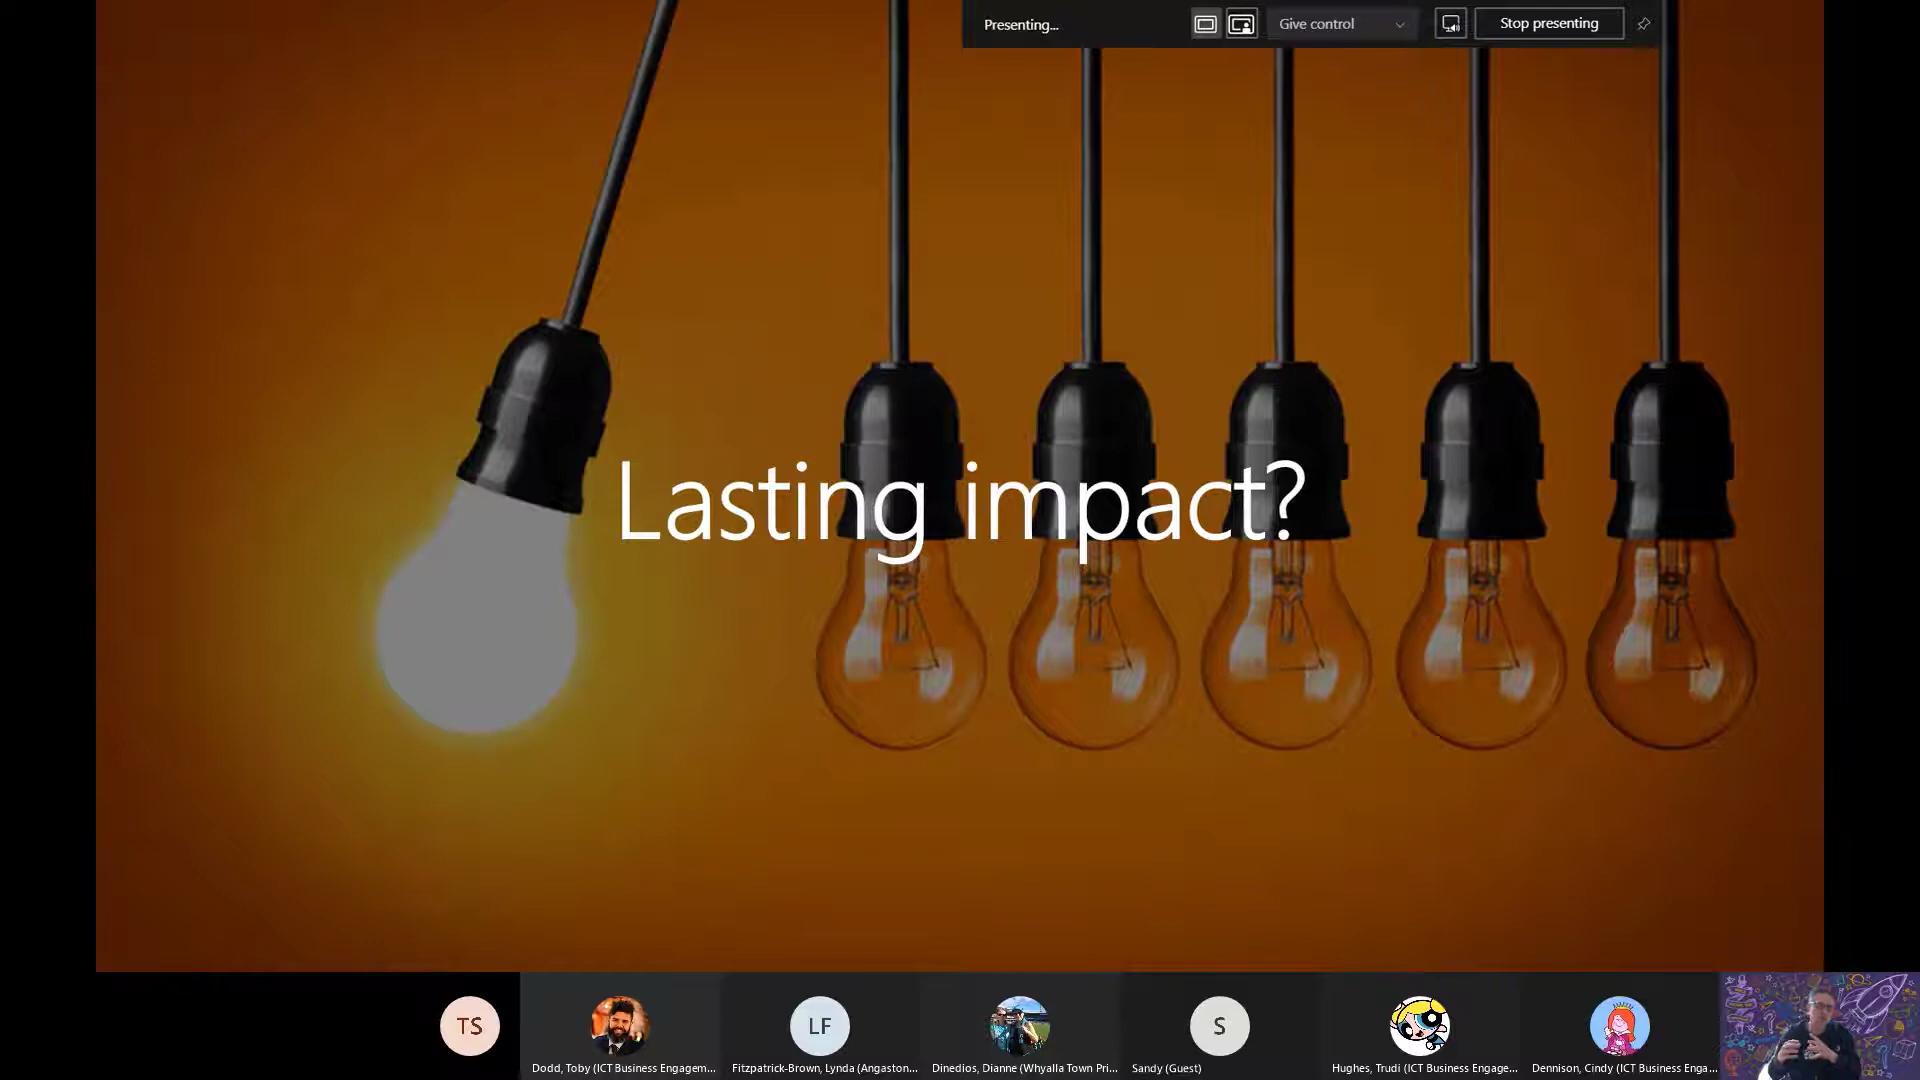 Presenting...
Give control
Stop presenting
Lasting impact?
TS
LF
S
Dodd, Toby (ICT Business Engagem...
Fitzpatrick-Brown, Lynda (Angaston...
Dinedios, Dianne (Whyalla Town Pri...
Sandy (Guest)
Hughes, Trudi (ICT Business Engage...
Dennison, Cindy (ICT Business Enga...